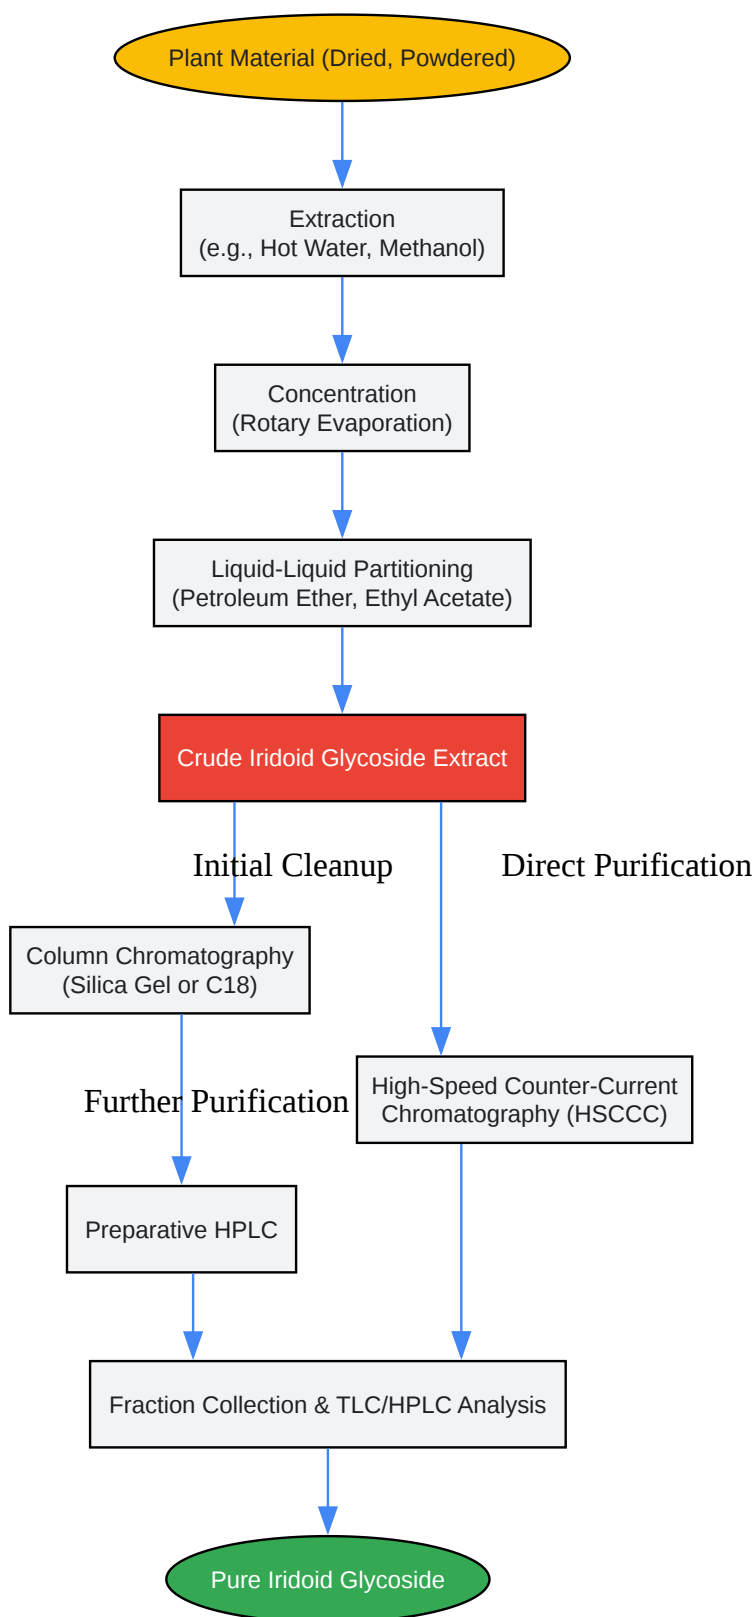 Plant Material (Dried, Powdered)
Extraction
(e.g., Hot Water, Methanol)
Concentration
(Rotary Evaporation)
Liquid-Liquid Partitioning
(Petroleum Ether, Ethyl Acetate)
Crude Iridoid Glycoside Extract
Initial Cleanup
Direct Purification
Column Chromatography
(Silica Gel or C18)
High-Speed Counter-Current
Chromatography (HSCCC)
Further Purification
Preparative HPLC
Fraction Collection & TLC/HPLC Analysis
Pure Iridoid Glycoside